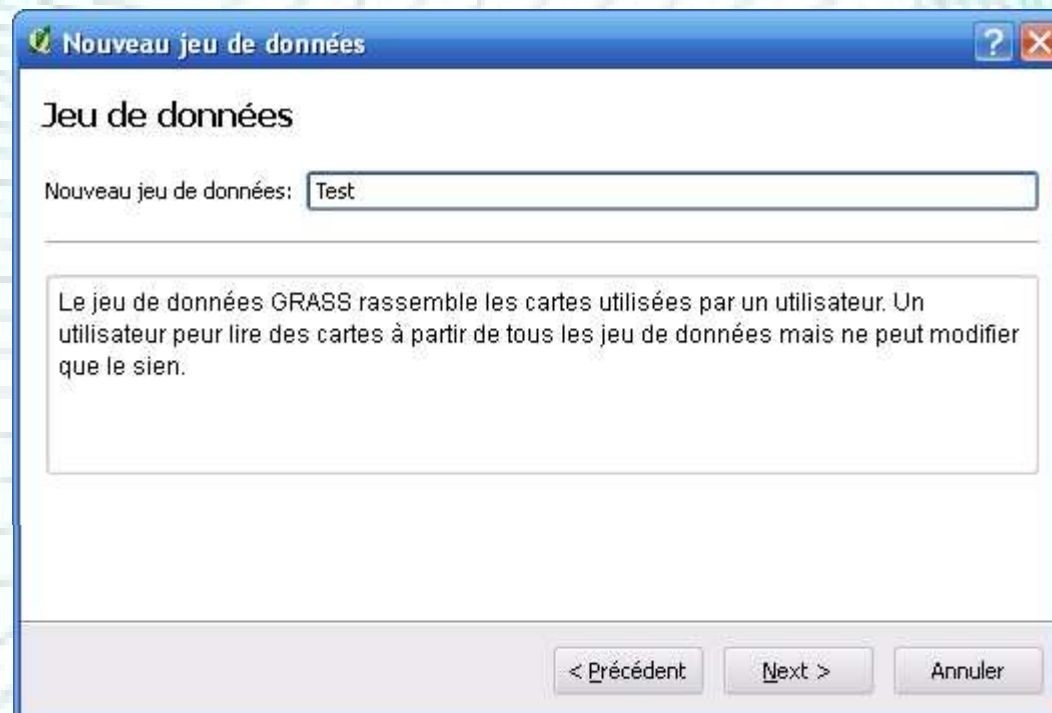 Nouveau jeu de données
Jeu de données
Nouveau jeu de données: Test
Le jeu de données GRASS rassemble les cartes utilisées par un utilisateur. Un
utilisateur peur lire des cartes à partir de tous les jeu de données mais ne peut modifier
que le sien.
< Précédent Next > Annuler